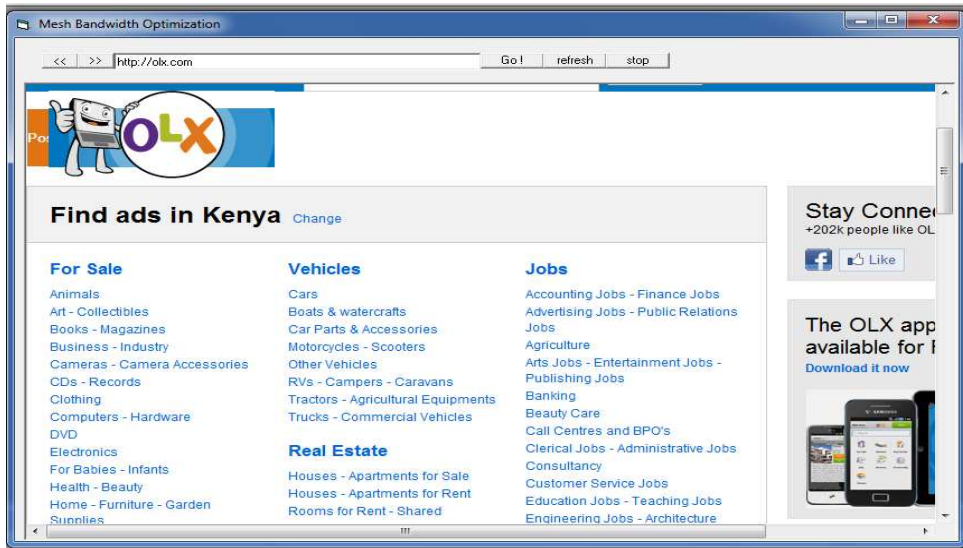 Mesh Bandwidth Optimization
<< >> http://olx.com Go! refresh stop
OLX
Find ads in Kenya Change
For Sale
Animals
Art - Collectibles
Books - Magazines
Business - Industry
Cameras - Camera Accessories
CDs - Records
Clothing
Computers - Hardware
DVD
Electronics
For Babies - Infants
Health - Beauty
Home - Furniture - Garden
Supplies
Vehicles
Cars
Boats & watercrafts
Car Parts & Accessories
Motorcycles - Scooters
Other Vehicles
RVs - Campers - Caravans
Tractors - Agricultural Equipments
Trucks - Commercial Vehicles
Real Estate
Houses - Apartments for Sale
Houses - Apartments for Rent
Rooms for Rent - Shared
Jobs
Accounting Jobs - Finance Jobs
Advertising Jobs - Public Relations
Jobs
Agriculture
Arts Jobs - Entertainment Jobs -
Publishing Jobs
Banking
Beauty Care
Call Centres and BPO's
Clerical Jobs - Administrative Jobs
Consultancy
Customer Service Jobs
Education Jobs - Teaching Jobs
Engineering Jobs - Architecture
Stay Conne
+202k people like OL
f Like
The OLX app
available for
Download it now